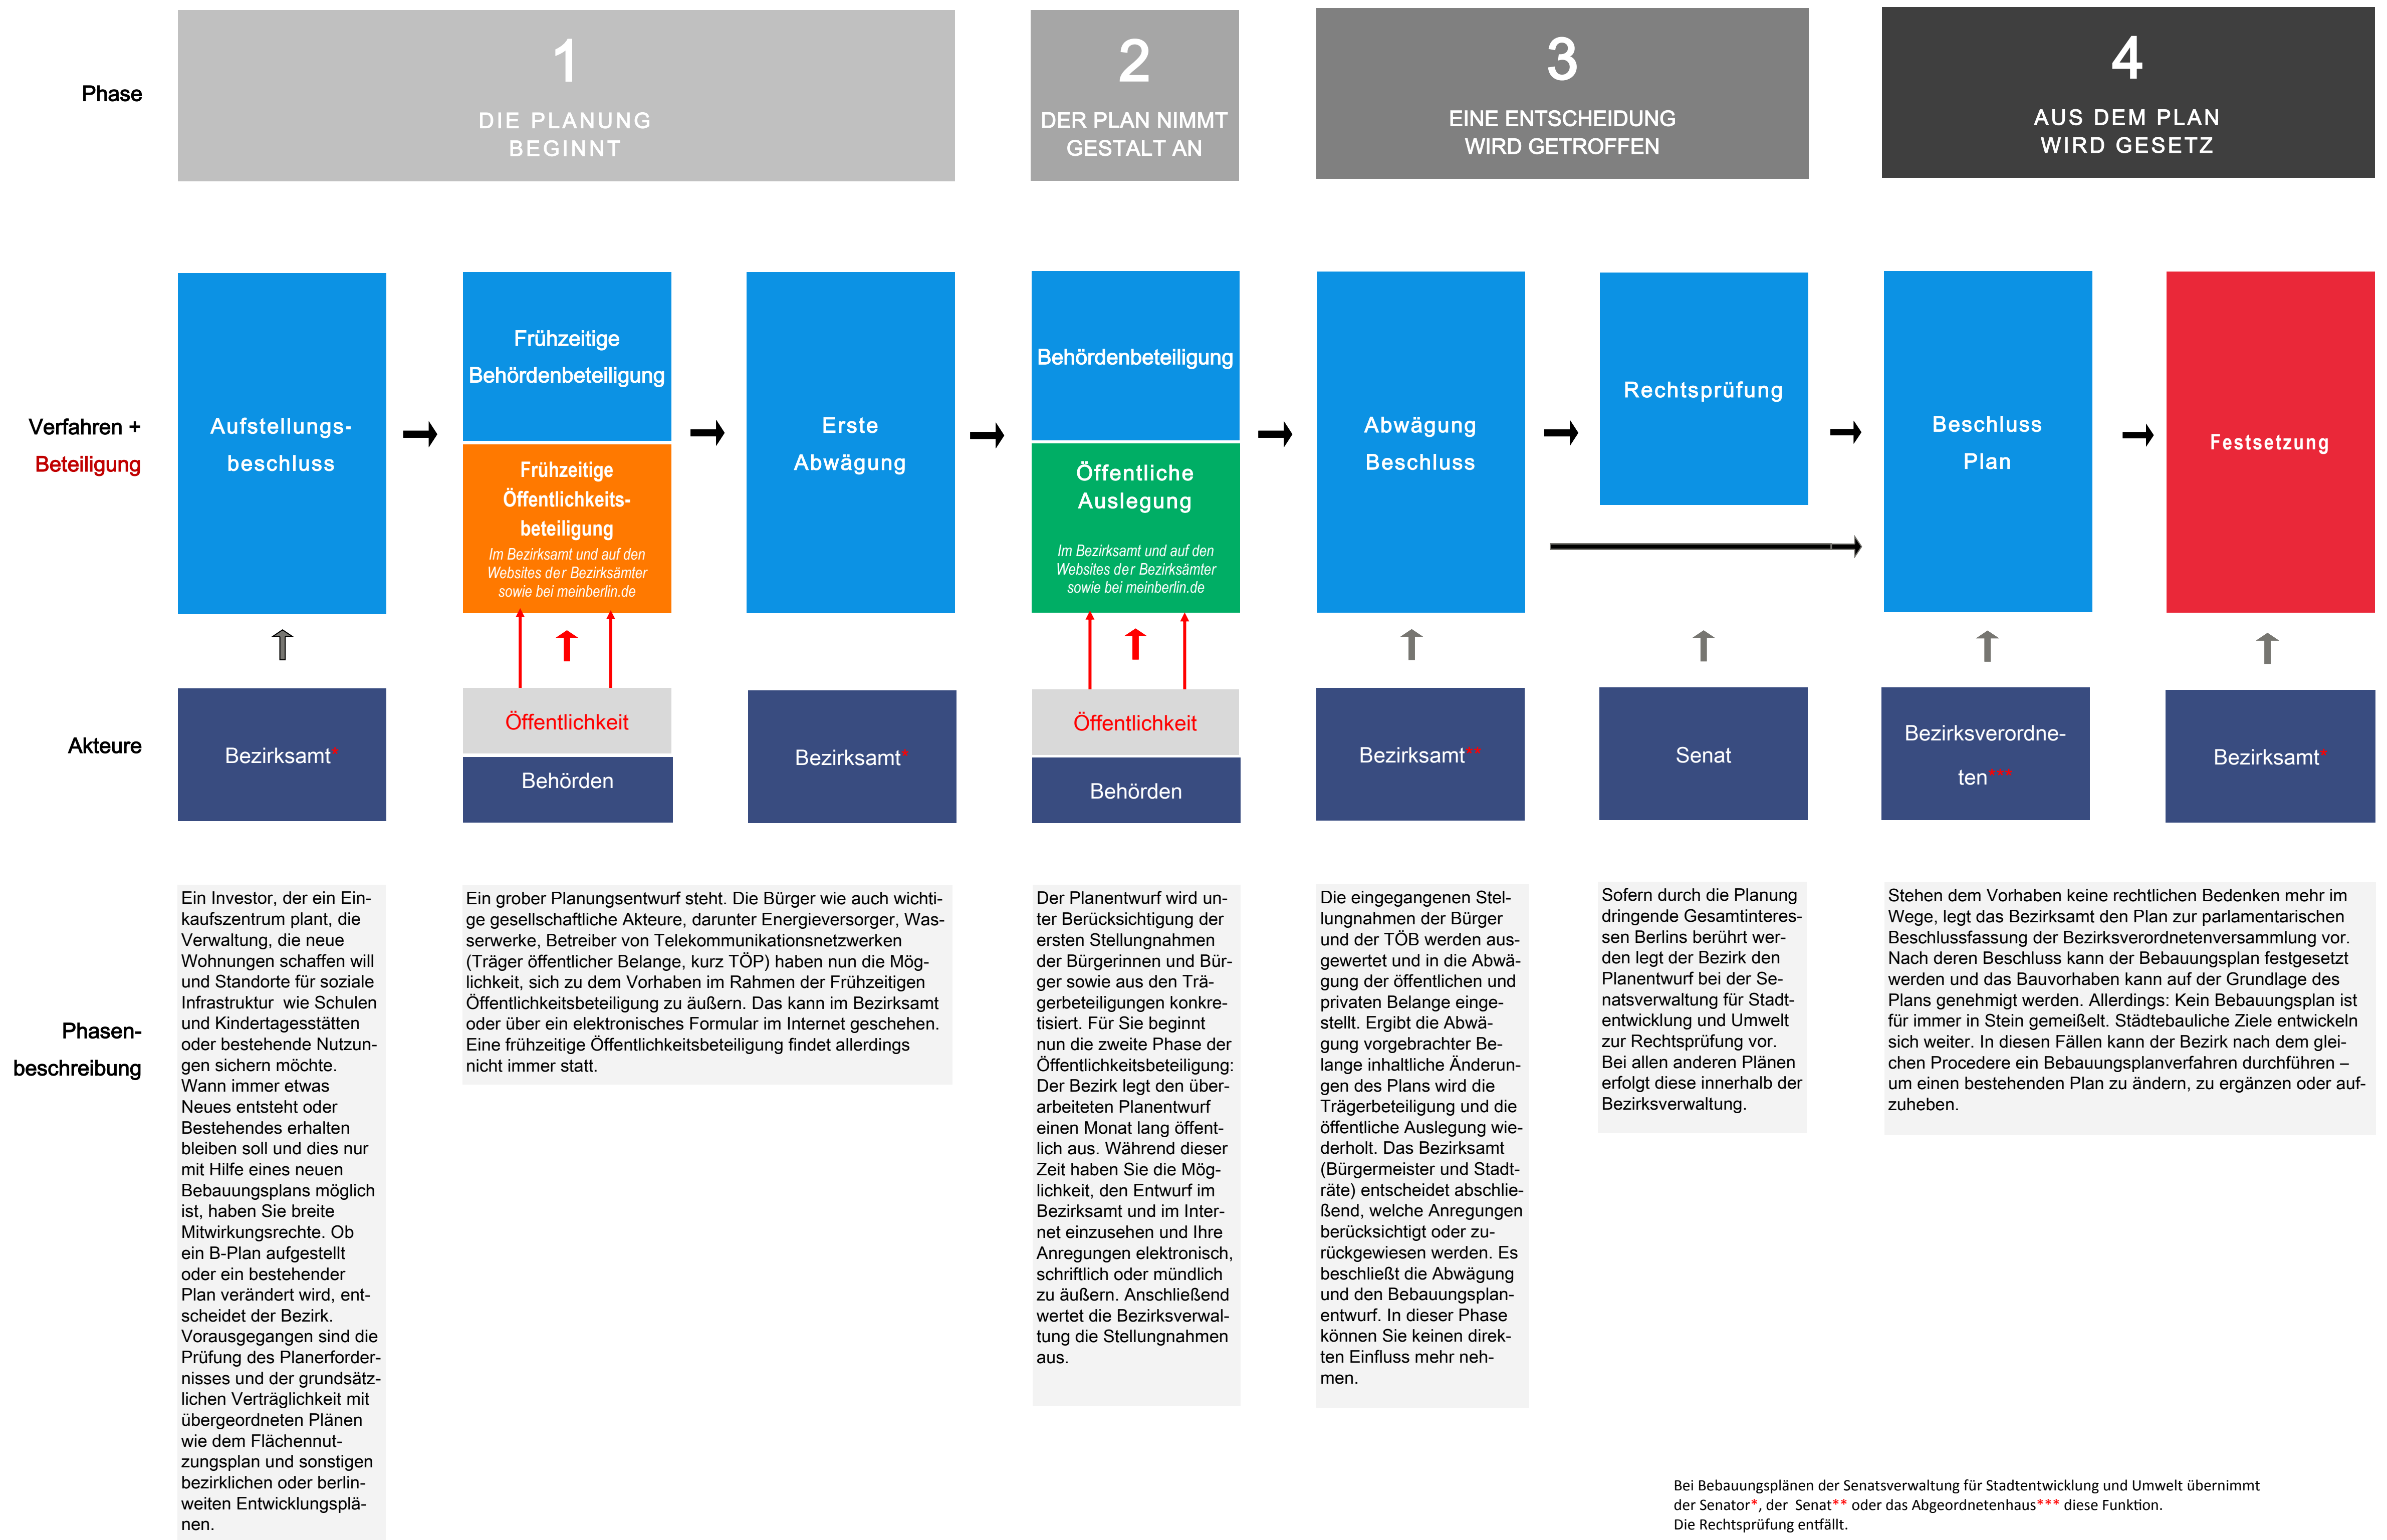 Phase
1
DIE PLANUNG
BEGINNT
2
DER PLAN NIMMT
GESTALT AN
3
EINE ENTSCHEIDUNG
WIRD GETROFFEN
4
AUS DEM PLAN
WIRD GESETZ
Verfahren +
Beteiligung
Aufstellungs-
beschluss
Frühzeitige
Behördenbeteiligung
Frühzeitige
Öffentlichkeits-
beteiligung
Im Bezirksamt und auf den
Websites der Bezirksämter
sowie bei meinberlin.de
Erste
Abwägung
Behördenbeteiligung
Öffentliche
Auslegung
Im Bezirksamt und auf den
Websites der Bezirksämter
sowie bei meinberlin.de
Abwägung
Beschluss
Rechtsprüfung
Beschluss
Plan
Festsetzung
Akteure
Bezirksamt*
Öffentlichkeit
Behörden
Bezirksamt*
Öffentlichkeit
Behörden
Bezirksamt**
Senat
Bezirksverordne-
ten***
Bezirksamt*
Phasen-
beschreibung
Ein Investor, der ein Ein-
kaufszentrum plant, die
Verwaltung, die neue
Wohnungen schaffen will
und Standorte für soziale
Infrastruktur wie Schulen
und Kindertagesstätten
oder bestehende Nutzun-
gen sichern möchte.
Wann immer etwas
Neues entsteht oder
Bestehendes erhalten
bleiben soll und dies nur
mit Hilfe eines neuen
Bebauungsplans möglich
ist, haben Sie breite
Mitwirkungsrechte. Ob
ein B-Plan aufgestellt
oder ein bestehender
Plan verändert wird, ent-
scheidet der Bezirk.
Vorausgegangen sind die
Prüfung des Planerforder-
nisses und der grundsätz-
lichen Verträglichkeit mit
übergeordneten Plänen
wie dem Flächennut-
zungsplan und sonstigen
bezirklichen oder berlin-
weiten Entwicklungsplä-
nen.
Ein grober Planungsentwurf steht. Die Bürger wie auch wichti-
ge gesellschaftliche Akteure, darunter Energieversorger, Was-
serwerke, Betreiber von Telekommunikationsnetzwerken
(Träger öffentlicher Belange, kurz TÖP) haben nun die Mög-
lichkeit, sich zu dem Vorhaben im Rahmen der Frühzeitigen
Öffentlichkeitsbeteiligung zu äußern. Das kann im Bezirksamt
oder über ein elektronisches Formular im Internet geschehen.
Eine frühzeitige Öffentlichkeitsbeteiligung findet allerdings
nicht immer statt.
Der Planentwurf wird un-
ter Berücksichtigung der
ersten Stellungnahmen
der Bürgerinnen und Bür-
ger sowie aus den Trä-
gerbeteiligungen konkre-
tisiert. Für Sie beginnt
nun die zweite Phase der
Öffentlichkeitsbeteiligung:
Der Bezirk legt den über-
arbeiteten Planentwurf
einen Monat lang öffent-
lich aus. Während dieser
Zeit haben Sie die Mög-
lichkeit, den Entwurf im
Bezirksamt und im Inter-
net einzusehen und Ihre
Anregungen elektronisch,
schriftlich oder mündlich
zu äußern. Anschließend
wertet die Bezirksverwal-
tung die Stellungnahmen
aus.
Die eingegangenen Stel-
lungnahmen der Bürger
und der TÖB werden aus-
gewertet und in die Abwä-
gung der öffentlichen und
privaten Belange einge-
stellt. Ergibt die Abwä-
gung vorgebrachter Be-
lange inhaltliche Änderun-
gen des Plans wird die
Trägerbeteiligung und die
öffentliche Auslegung wie-
derholt. Das Bezirksamt
(Bürgermeister und Stadt-
räte) entscheidet abschlie-
ßend, welche Anregungen
berücksichtigt oder zu-
rückgewiesen werden. Es
beschließt die Abwägung
und den Bebauungsplan-
entwurf. In dieser Phase
können Sie keinen direk-
ten Einfluss mehr neh-
men.
Sofern durch die Planung
dringende Gesamtinteres-
sen Berlins berührt wer-
den legt der Bezirk den
Planentwurf bei der Se-
natsverwaltung für Stadt-
entwicklung und Umwelt
zur Rechtsprüfung vor.
Bei allen anderen Plänen
erfolgt diese innerhalb der
Bezirksverwaltung.
Stehen dem Vorhaben keine rechtlichen Bedenken mehr im
Wege, legt das Bezirksamt den Plan zur parlamentarischen
Beschlussfassung der Bezirksverordnetenversammlung vor.
Nach deren Beschluss kann der Bebauungsplan festgesetzt
werden und das Bauvorhaben kann auf der Grundlage des
Plans genehmigt werden. Allerdings: Kein Bebauungsplan ist
für immer in Stein gemeißelt. Städtebauliche Ziele entwickeln
sich weiter. In diesen Fällen kann der Bezirk nach dem glei-
chen Procedere ein Bebauungsplanverfahren durchführen –
um einen bestehenden Plan zu ändern, zu ergänzen oder auf-
zuheben.
Bei Bebauungsplänen der Senatsverwaltung für Stadtentwicklung und Umwelt übernimmt
der Senator*, der Senat** oder das Abgeordnetenhaus*** diese Funktion.
Die Rechtsprüfung entfällt.